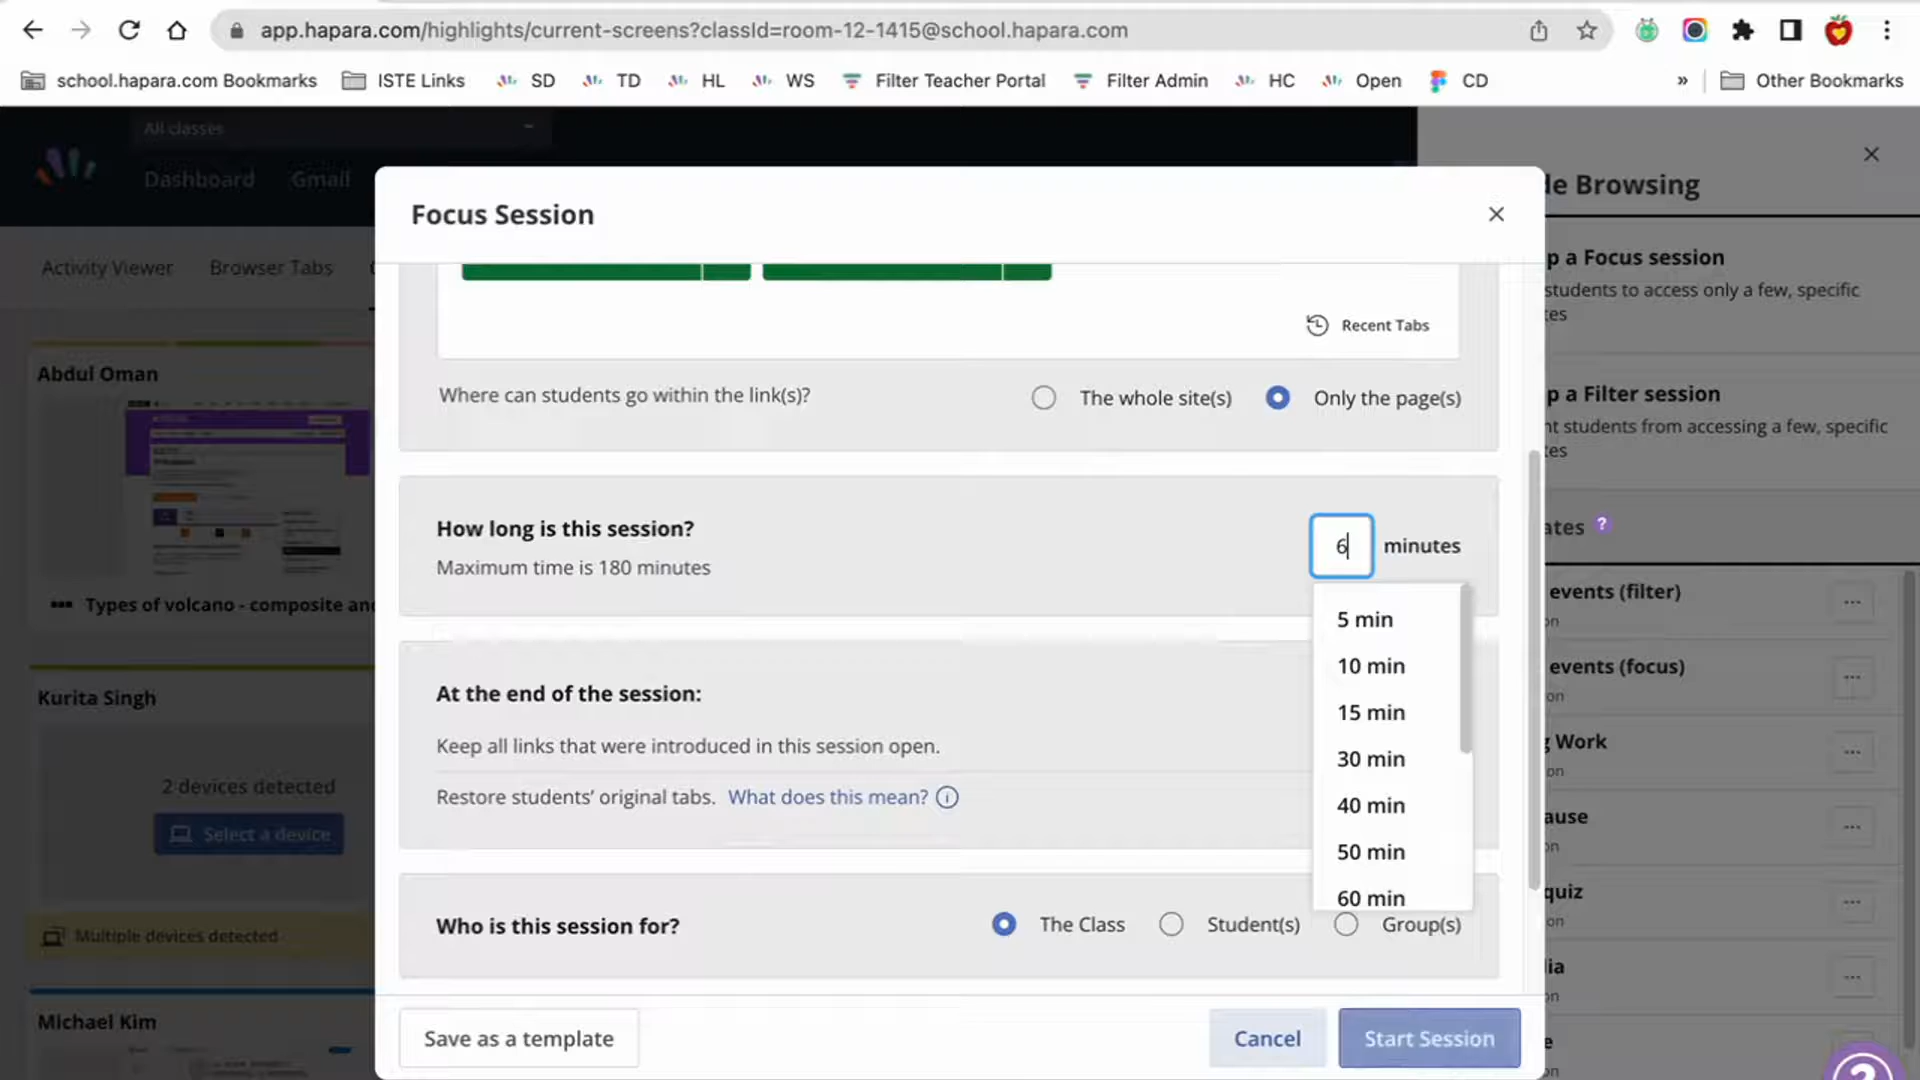 app.hapara.com/highlights/current-screens?classId=room-12-1415@school.hapara.com
school.hapara.com Bookmarks ISTE Links SD TD HL WS Filter Teacher Portal Filter Admin HC Open CD » Other Bookmarks
All classes
Dashboard Gmail
de Browsing
Focus Session
Activity Viewer Browser Tabs
p a Focus session
students to access only a few, specific
tes
Recent Tabs
Abdul Oman
Where can students go within the link(s)? The whole site(s) Only the page(s)
p a Filter session
nt students from accessing a few, specific
tes
How long is this session? 6 minutes
Maximum time is 180 minutes
ates ?
Types of volcano - composite and
5 min
10 min
15 min
30 min
40 min
50 min
60 min
events (filter)
on
events (focus)
on
Kurita Singh
At the end of the session:
Keep all links that were introduced in this session open.
Restore students’ original tabs. What does this mean?
g Work
on
2 devices detected
Select a device
ause
on
quiz
on
Multiple devices detected
Who is this session for? The Class Student(s) Group(s)
lia
on
Michael Kim
Save as a template Cancel Start Session
e
on
?